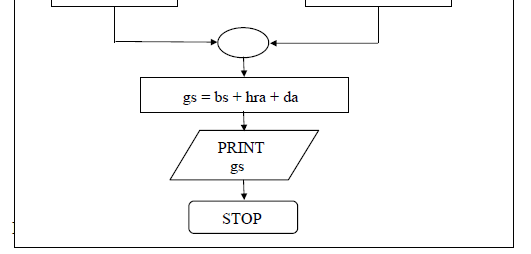 gs = bs + hra + da
PRINT
gs
STOP